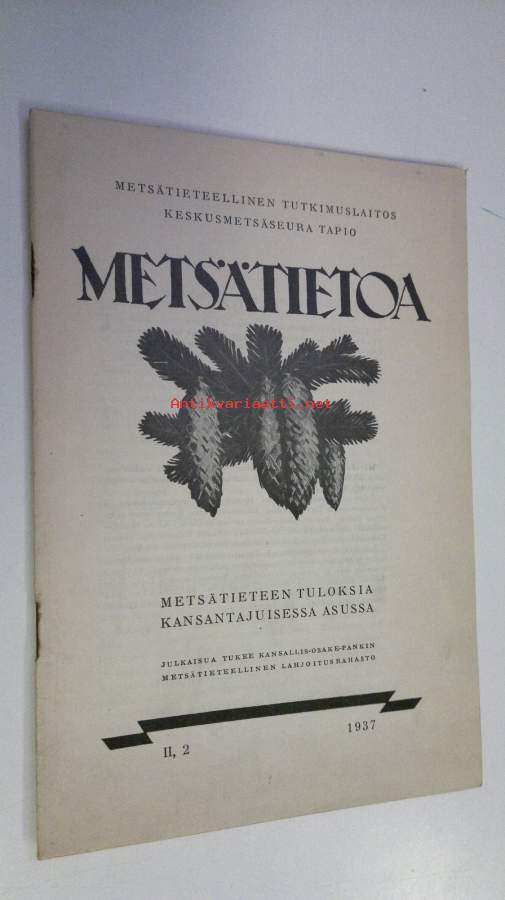 METSÄTIETEELLINEN TUTKIMUSLAITOS
KESKUSMETSÄSEURA TAPIO
METSÄTIETOA
Antikvariaatti.net
METSÄTIETEEN TULOKSIA
KANSANTAJUISESSA ASUSSA
JULKAISUA TUKEE KANSALLIS-OSAKE-PANKIN
METSÄTIETEELLINEN LAHJOITUSRAHASTO
II, 2 1937